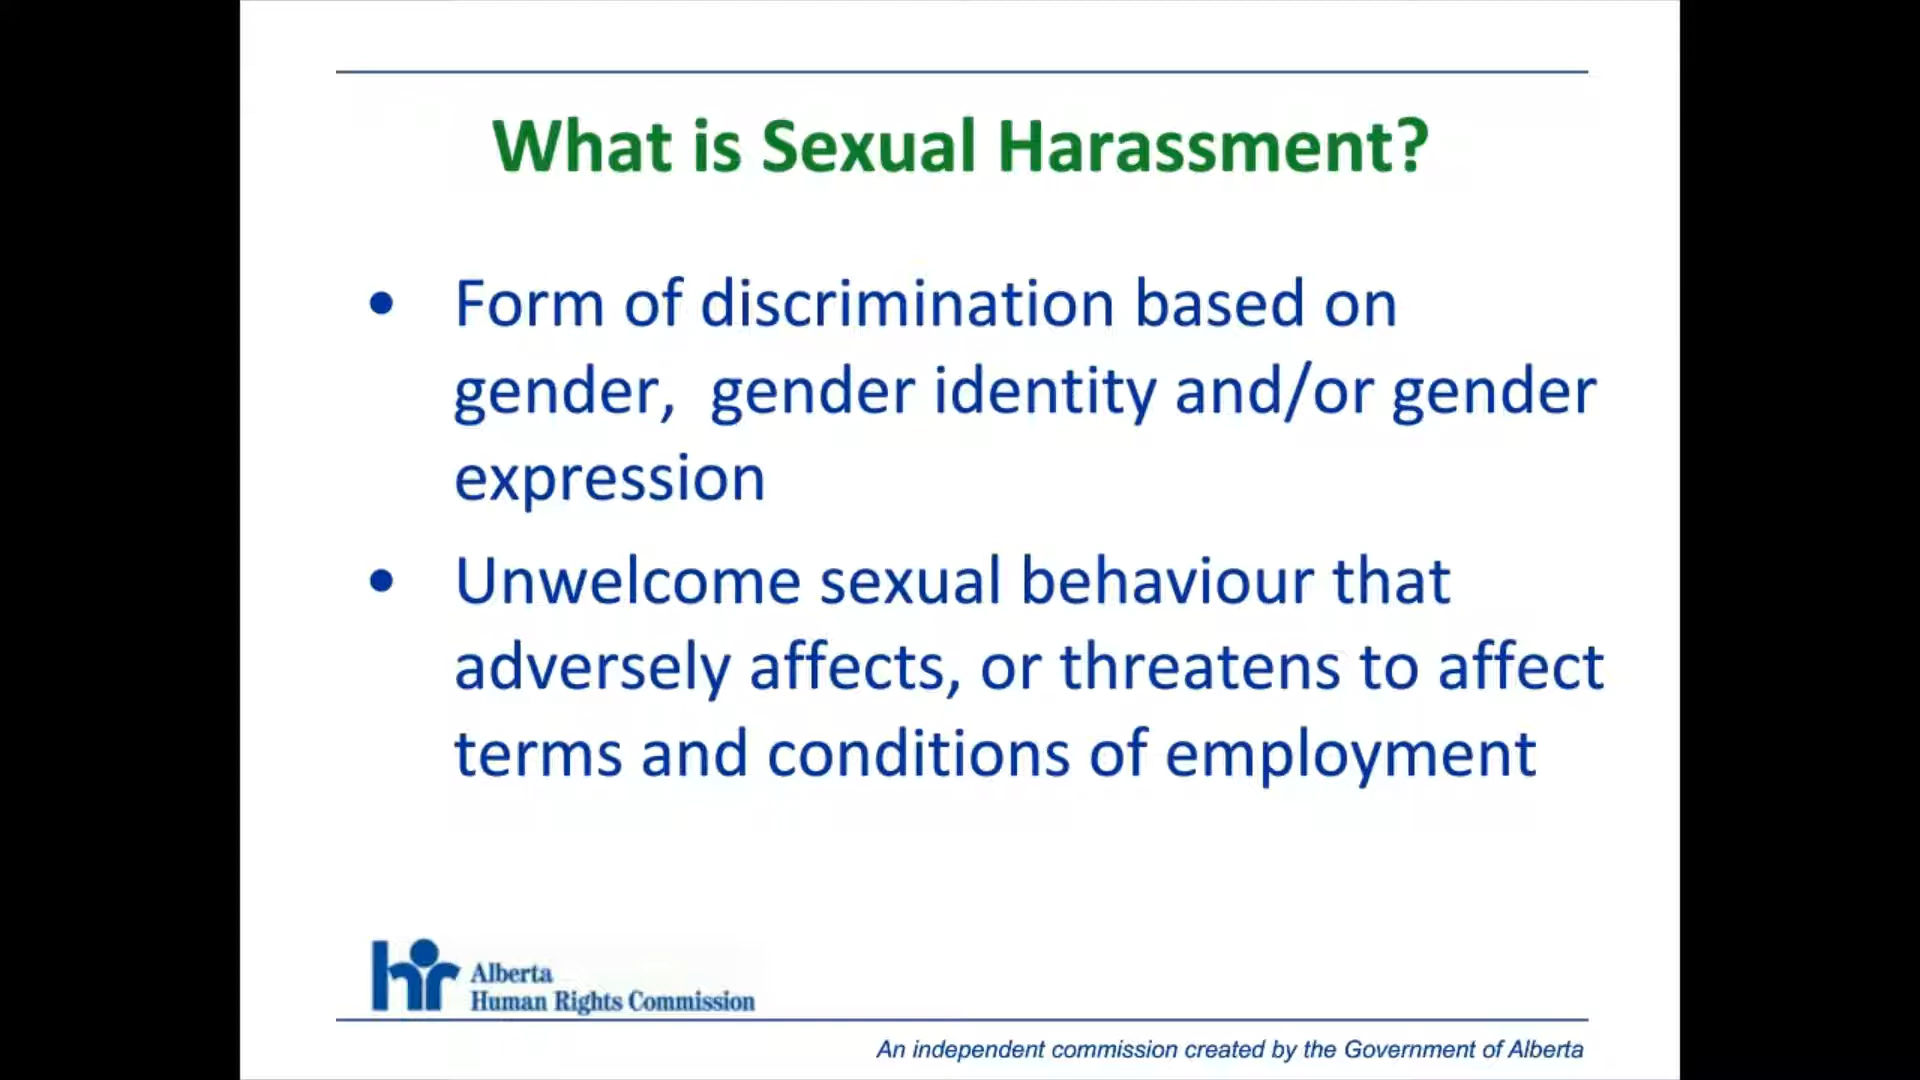 What is Sexual Harassment?
• Form of discrimination based on
gender,  gender identity and/or gender
expression
• Unwelcome sexual behaviour that
adversely affects, or threatens to affect
terms and conditions of employment
hr
Alberta
Human Rights Commission
An independent commission created by the Government of Alberta